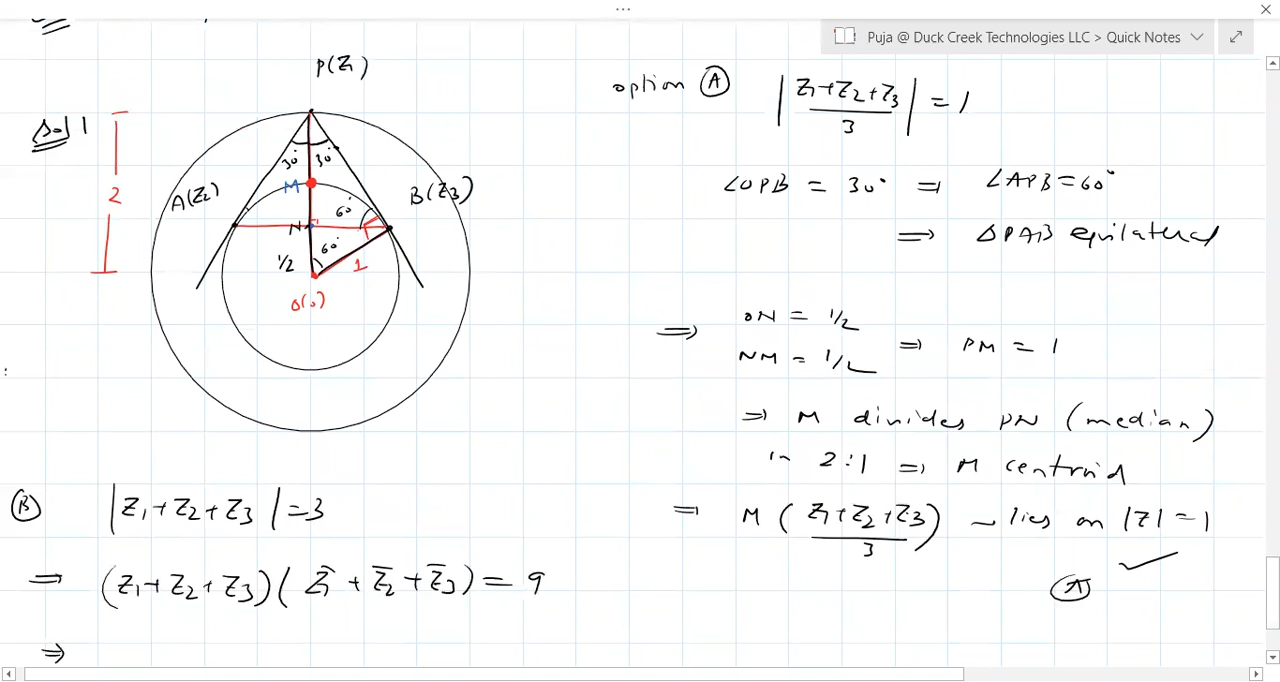 ...
Puja @ Duck Creek Technologies LLC > Quick Notes
Sol 1
P(Z₁)
2
30° 30°
M
A(Z₂)
B(Z₃)
N
60°
60°
1/2
1
O(0)
option Ⓐ |(Z₁+Z₂+Z₃)/3| = 1
∠OPB = 30° ⇒ ∠APB = 60°
⇒ △PAB equilateral
⇒ ON = 1/2
NM = 1/2 ⇒ PM = 1
⇒ M divides PN (median)
in 2:1 ⇒ M centroid
⇒ M ((Z₁+Z₂+Z₃)/3) ~ lies on |Z| = 1
Ⓐ ✓
Ⓑ |Z₁+Z₂+Z₃| = 3
⇒ (Z₁+Z₂+Z₃)(Z̄₁+Z̄₂+Z̄₃) = 9
⇒